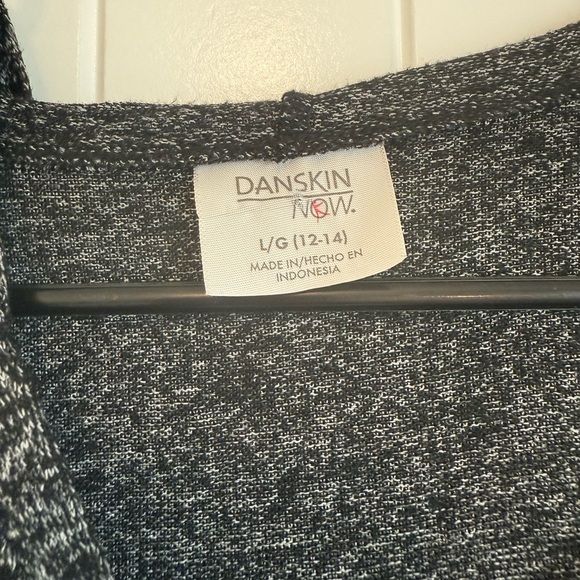 DANSKIN
NOW.
L/G (12-14)
MADE IN/HECHO EN
INDONESIA